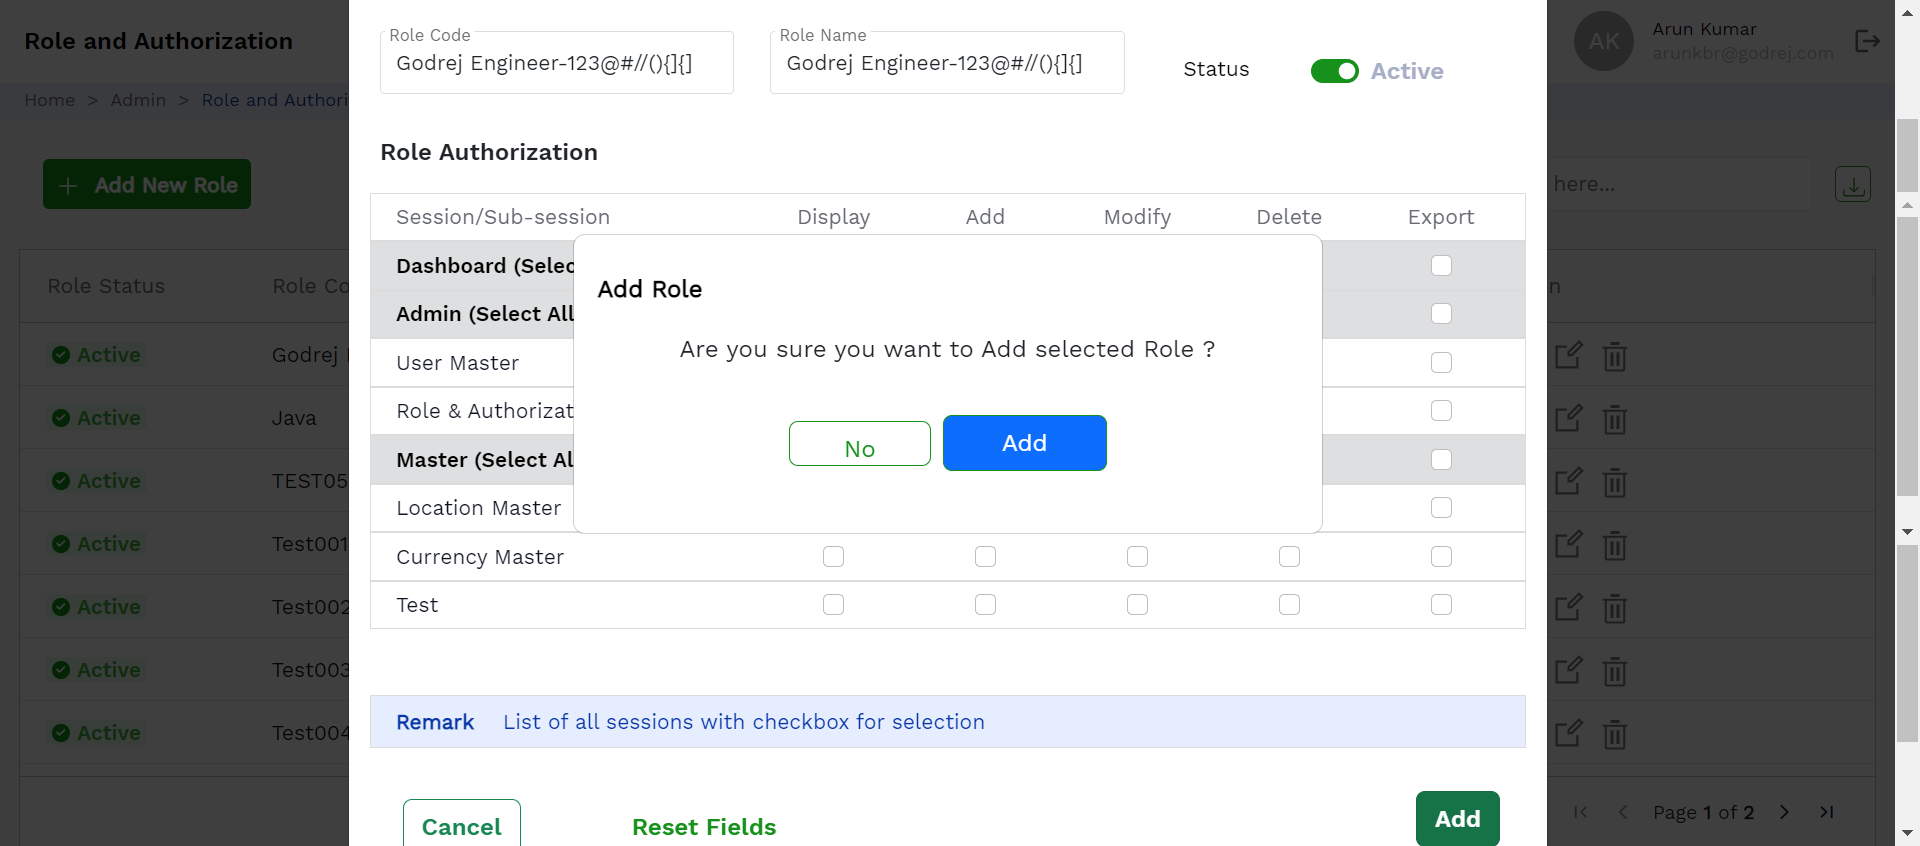 Role and Authorization
Role Code
Godrej Engineer-123@#//(){]{]
Role Name
Godrej Engineer-123@#//(){]{]
Status
Active
AK
Arun Kumar
arunkbr@godrej.com
Home > Admin > Role and Authori
Role Authorization
+ Add New Role
here...
Session/Sub-session Display Add Modify Delete Export
Dashboard (Selec
Admin (Select All
User Master
Role & Authorizat
Master (Select Al
Location Master
Currency Master
Test
Add Role
Are you sure you want to Add selected Role ?
No
Add
Role Status Role Co n
Active Godrej
Active Java
Active TEST05
Active Test001
Active Test002
Active Test003
Active Test004
Remark List of all sessions with checkbox for selection
Cancel
Reset Fields
Add
Page 1 of 2